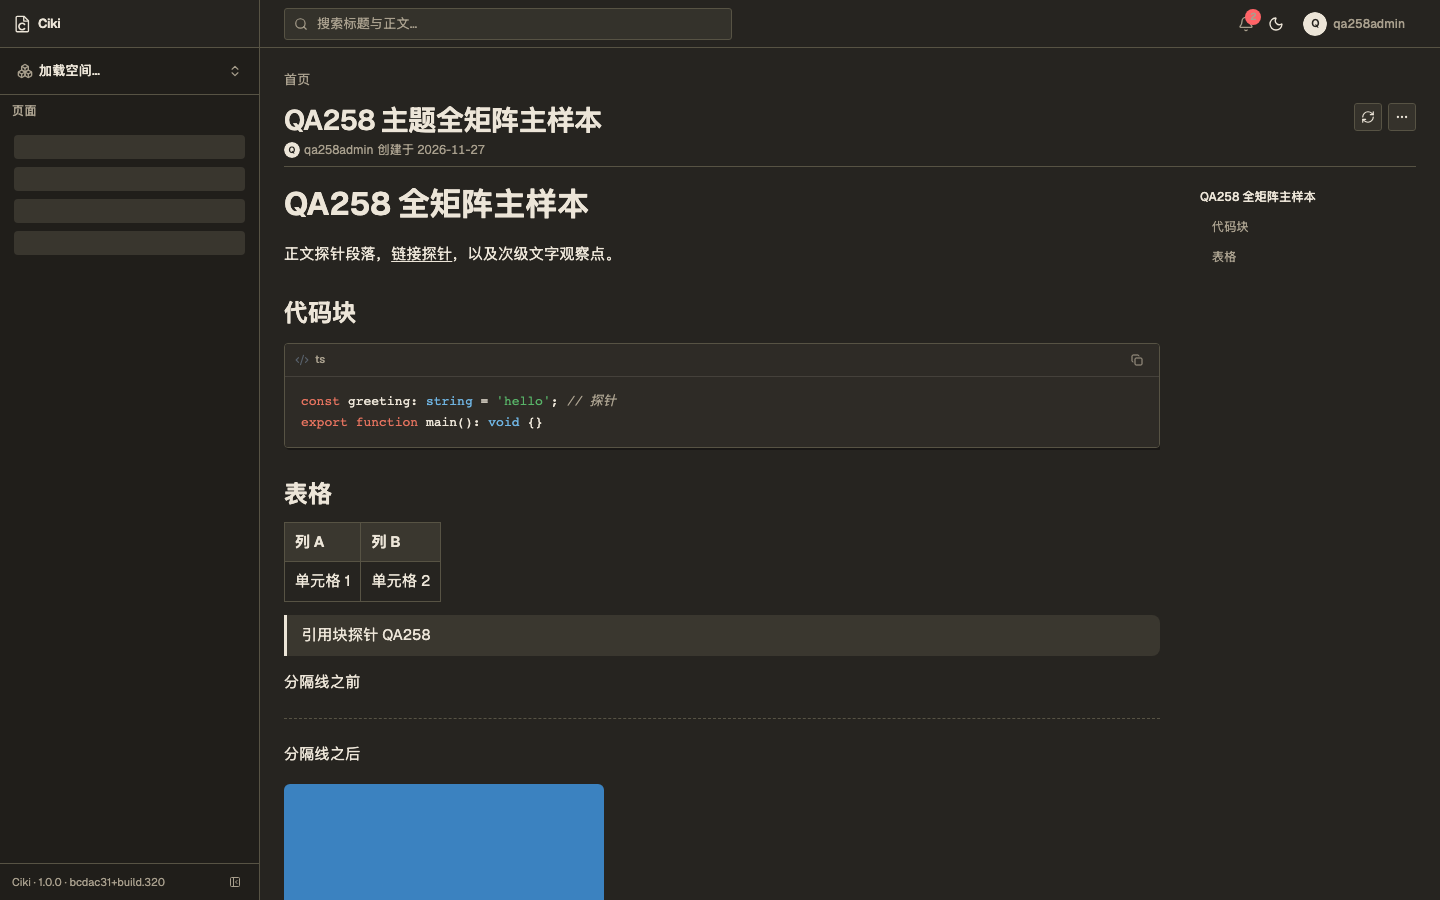 Ciki
搜索标题与正文...
qa258admin
加载空间...
页面
首页
QA258 主题全矩阵主样本
Q qa258admin 创建于 2026-11-27
QA258 全矩阵主样本
正文探针段落，链接探针，以及次级文字观察点。
代码块
</> ts
const greeting: string = 'hello'; // 探针
export function main(): void {}
表格
列 A 列 B
单元格 1 单元格 2
引用块探针 QA258
分隔线之前
分隔线之后
QA258 全矩阵主样本
代码块
表格
Ciki · 1.0.0 · bcdac31+build.320